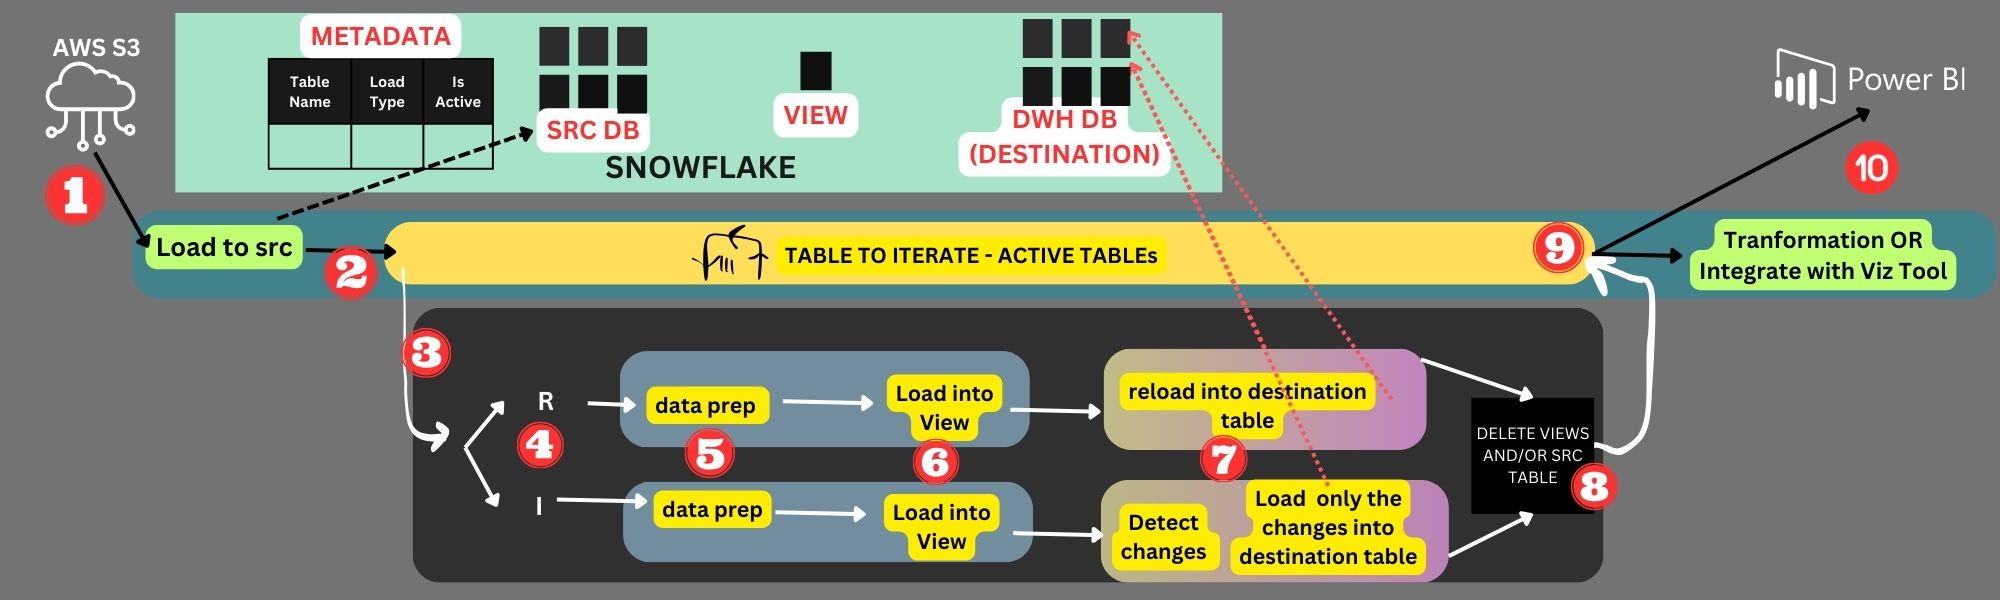 AWS S3
METADATA
Table
Name
Load
Type
Is
Active
SRC DB
VIEW
DWH DB
(DESTINATION)
SNOWFLAKE
Power BI
1
10
Load to src
2
TABLE TO ITERATE - ACTIVE TABLEs
9
Tranformation OR
Integrate with Viz Tool
3
R
4
I
data prep
5
Load into
View
6
data prep
Load into
View
reload into destination
table
7
Detect
changes
Load only the
changes into
destination table
DELETE VIEWS
AND/OR SRC
TABLE
8